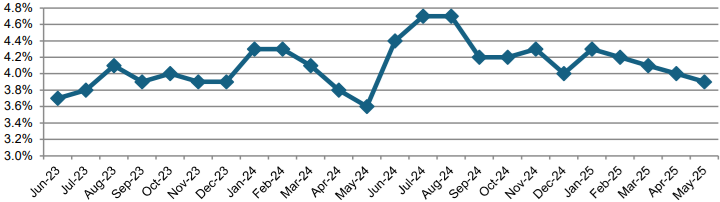 4.8%
4.6%
4.4%
4.2%
4.0%
3.8%
3.6%
3.4%
3.2%
3.0%
Jun-23
Jul-23
Aug-23
Sep-23
Oct-23
Nov-23
Dec-23
Jan-24
Feb-24
Mar-24
Apr-24
May-24
Jun-24
Jul-24
Aug-24
Sep-24
Oct-24
Nov-24
Dec-24
Jan-25
Feb-25
Mar-25
Apr-25
May-25